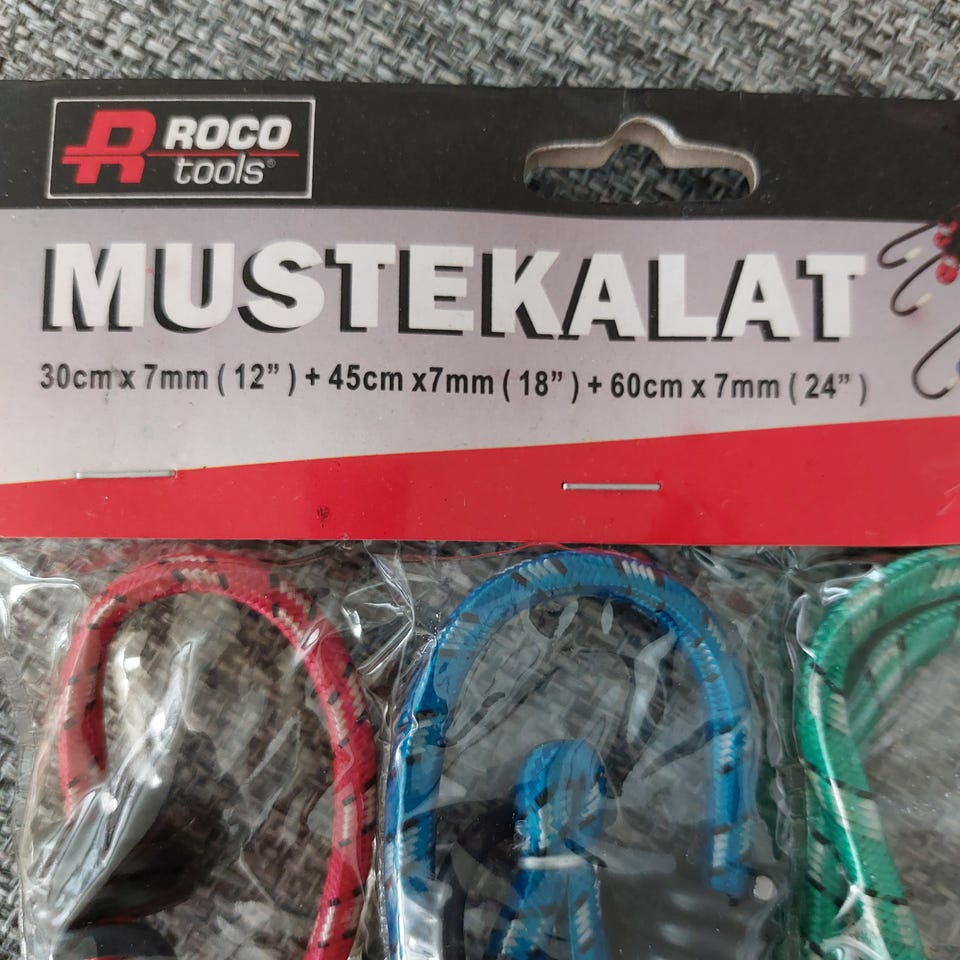 ROCO
tools®
MUSTEKALAT
30cm x 7mm ( 12” ) + 45cm x7mm ( 18” ) + 60cm x 7mm ( 24” )